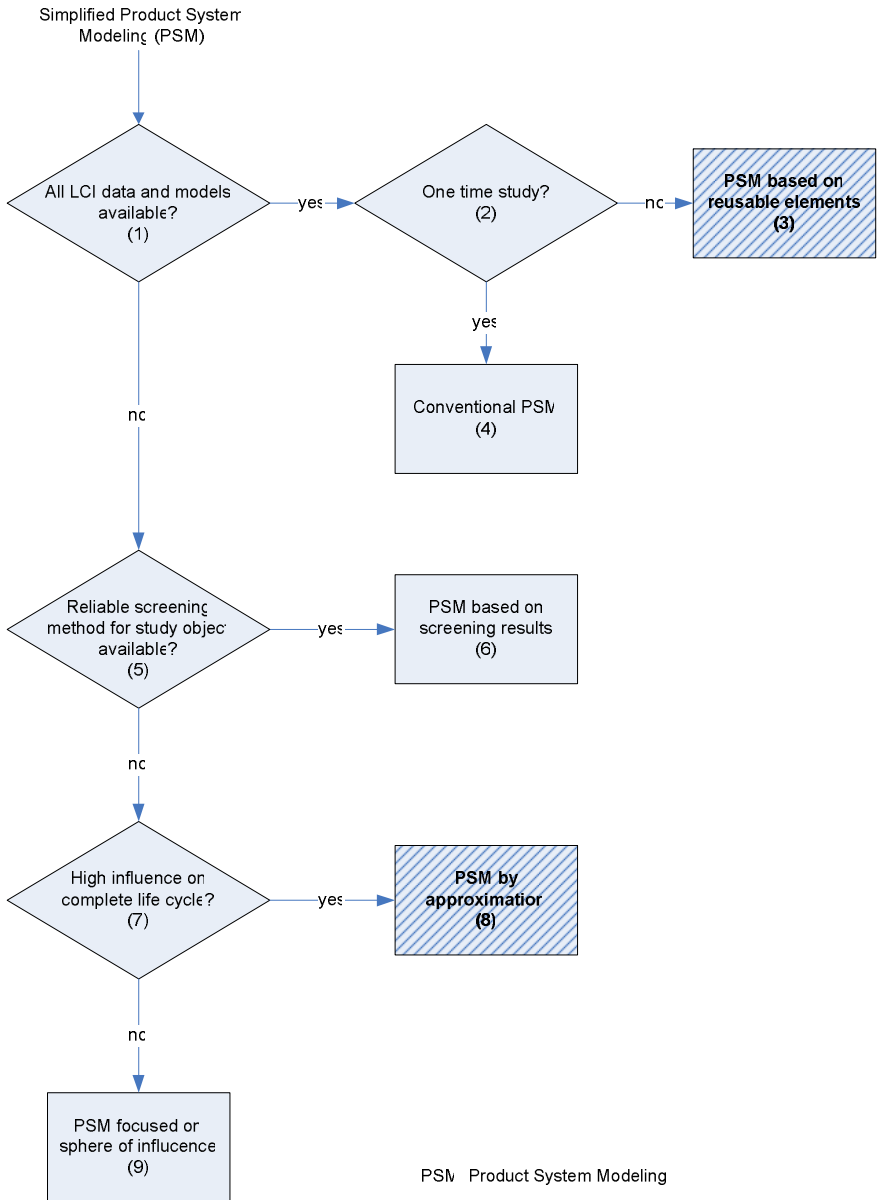 Simplified Product System
Modeling (PSM)
All LCI data and models
available?
(1)
yes
One time study?
(2)
no
PSM based on
reusable elements
(3)
yes
Conventional PSM
(4)
no
Reliable screening
method for study object
available?
(5)
yes
PSM based on
screening results
(6)
no
High influence on
complete life cycle?
(7)
yes
PSM by
approximation
(8)
no
PSM focused on
sphere of influcence
(9)
PSM Product System Modeling